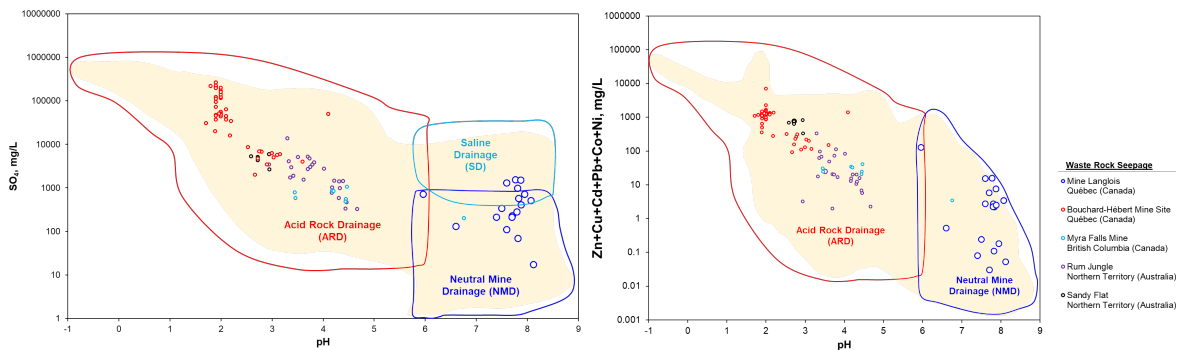 1000000
100000
10000
1000
100
10
1
SO4, mg/L
-1 0 1 2 3 4 5 6 7 8 9
pH
Saline
Drainage
(SD)
Acid Rock Drainage
(ARD)
Neutral Mine
Drainage (NMD)
1000000
100000
10000
1000
100
10
1
0.1
0.01
0.001
Zn+Cu+Cd+Pb+Co+Ni, mg/L
-1 0 1 2 3 4 5 6 7 8 9
pH
Acid Rock Drainage
(ARD)
Neutral Mine
Drainage (NMD)
Waste Rock Seepage
Mine Langlois
Québec (Canada)
Bouchard-Hébert Mine Site
Québec (Canada)
Myra Falls Mine
British Columbia (Canada)
Rum Jungle
Northern Territory (Australia)
Sandy Flat
Northern Territory (Australia)